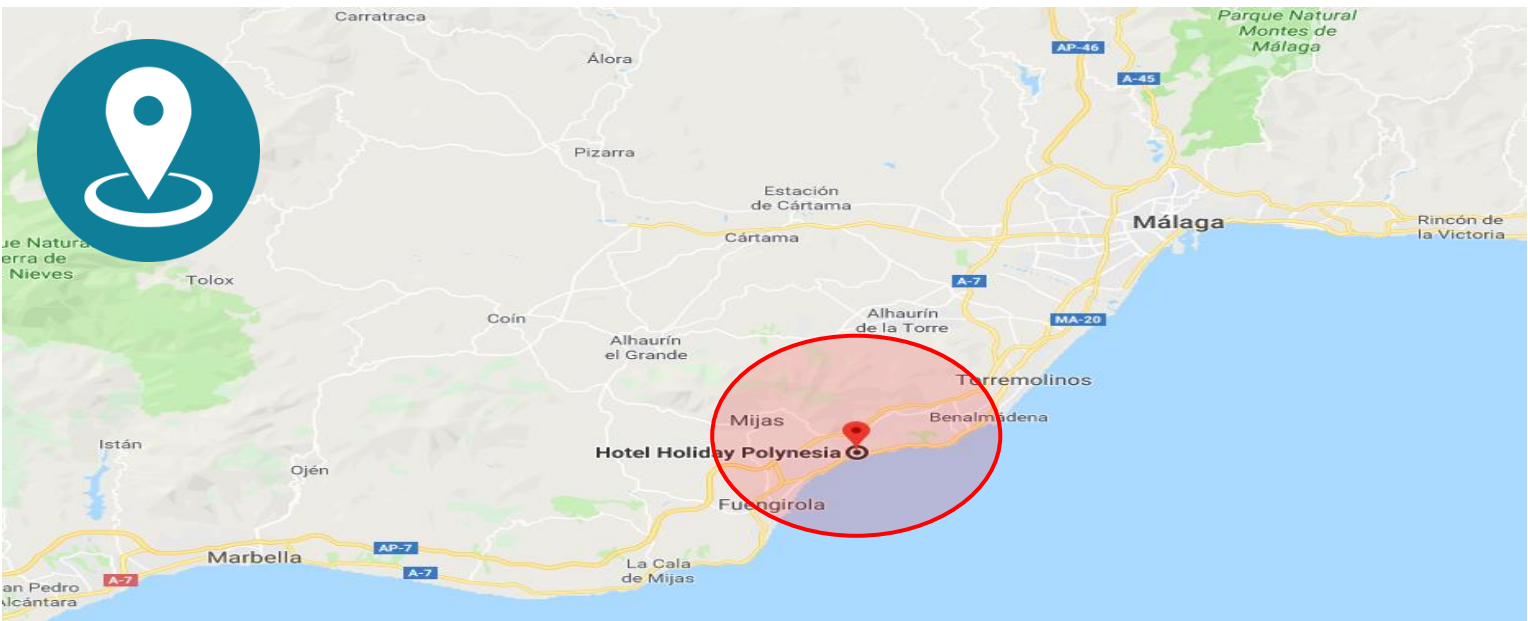 Carratraca
Parque Natural
Montes de
Málaga
AP-46
Álora
A-45
Pizarra
Estación
de Cártama
Málaga
Rincón de
la Victoria
Cártama
ue Natura
erra de
Nieves
Tolox
A-7
Coín
Alhaurín
de la Torre
MA-20
Alhaurín
el Grande
Torremolinos
Mijas
Benalmádena
Istán
Hotel Holiday Polynesia
Ojén
Fuengirola
Marbella
AP-7
La Cala
de Mijas
A-7
A-7
an Pedro
Alcántara